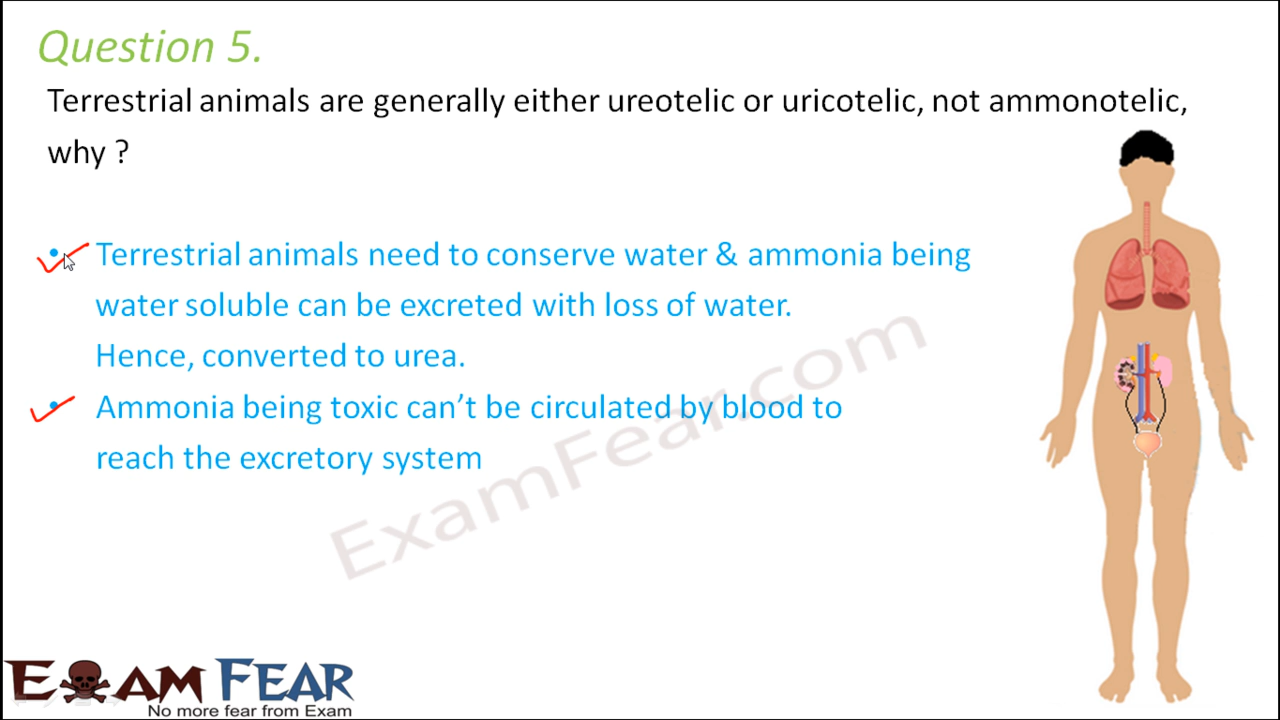 Question 5.
Terrestrial animals are generally either ureotelic or uricotelic, not ammonotelic,
why ?
• Terrestrial animals need to conserve water & ammonia being
water soluble can be excreted with loss of water.
Hence, converted to urea.
• Ammonia being toxic can’t be circulated by blood to
reach the excretory system
ExamFear.com
EXAM FEAR
No more fear from Exam